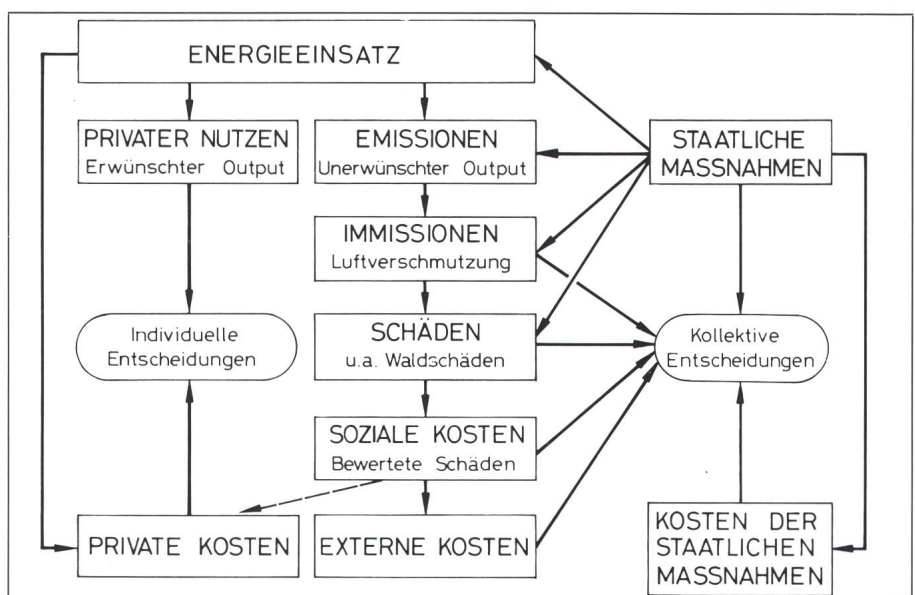 ENERGIEEINSATZ
PRIVATER NUTZEN
Erwünschter Output
EMISSIONEN
Unerwünschter Output
STAATLICHE
MASSNAHMEN
IMMISSIONEN
Luftverschmutzung
Individuelle
Entscheidungen
SCHÄDEN
u.a. Waldschäden
Kollektive
Entscheidungen
SOZIALE KOSTEN
Bewertete Schäden
PRIVATE KOSTEN
EXTERNE KOSTEN
KOSTEN DER
STAATLICHEN
MASSNAHMEN